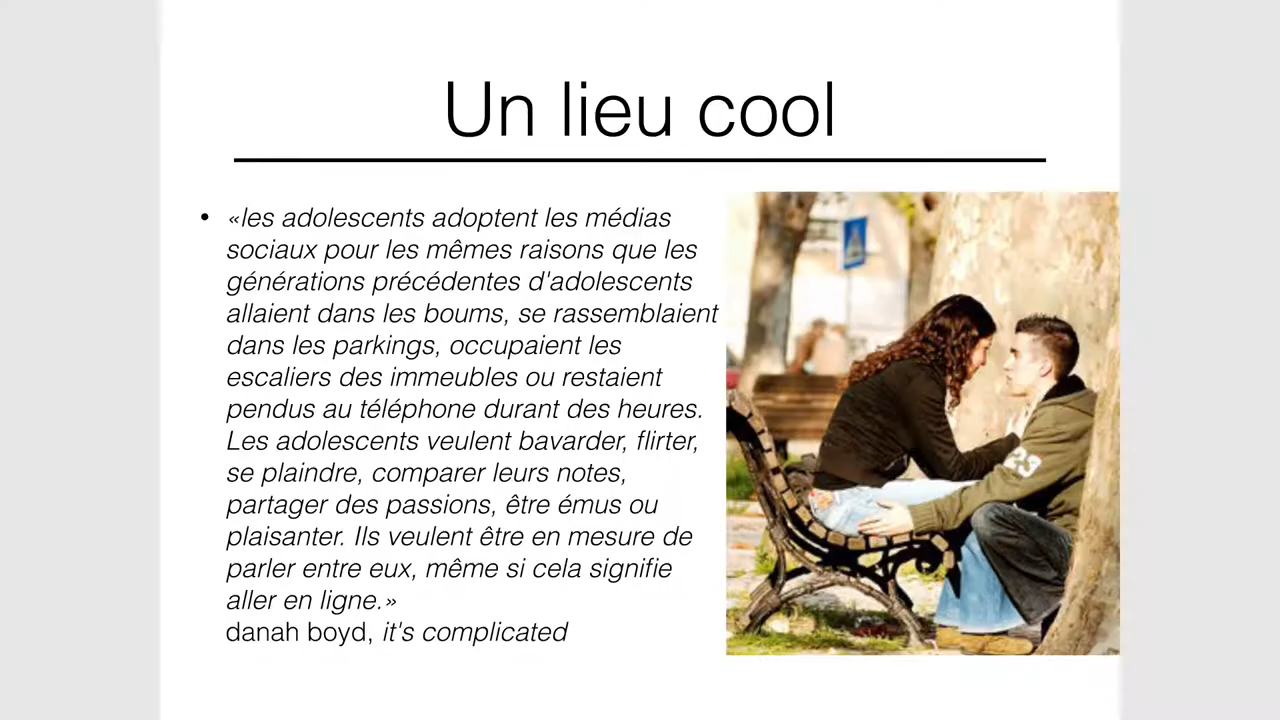 Un lieu cool
• «les adolescents adoptent les médias
sociaux pour les mêmes raisons que les
générations précédentes d'adolescents
allaient dans les boums, se rassemblaient
dans les parkings, occupaient les
escaliers des immeubles ou restaient
pendus au téléphone durant des heures.
Les adolescents veulent bavarder, flirter,
se plaindre, comparer leurs notes,
partager des passions, être émus ou
plaisanter. Ils veulent être en mesure de
parler entre eux, même si cela signifie
aller en ligne.»
danah boyd, it's complicated
23